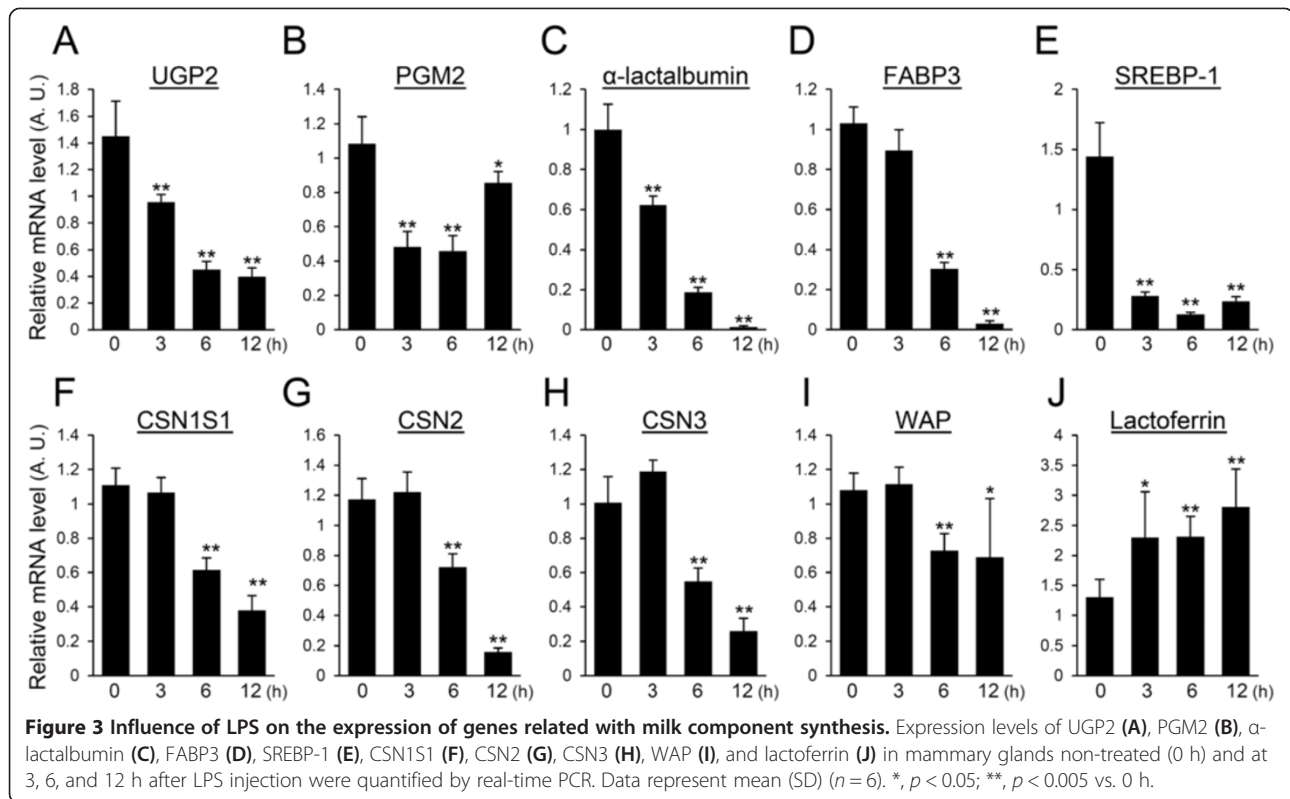 A
B
C
D
E
UGP2
PGM2
α-lactalbumin
FABP3
SREBP-1
Relative mRNA level (A. U.)
1.8
1.6
1.4
1.2
1
0.8
0.6
0.4
0.2
0
**
**
**
0 3 6 12 (h)
1.4
1.2
1
0.8
0.6
0.4
0.2
0
**
**
*
0 3 6 12 (h)
1.2
1
0.8
0.6
0.4
0.2
0
**
**
**
0 3 6 12 (h)
1.2
1
0.8
0.6
0.4
0.2
0
**
**
0 3 6 12 (h)
2
1.5
1
0.5
0
**
**
**
0 3 6 12 (h)
F
G
H
I
J
CSN1S1
CSN2
CSN3
WAP
Lactoferrin
Relative mRNA level (A. U.)
1.4
1.2
1
0.8
0.6
0.4
0.2
0
**
**
0 3 6 12 (h)
1.6
1.4
1.2
1
0.8
0.6
0.4
0.2
0
**
**
0 3 6 12 (h)
1.4
1.2
1
0.8
0.6
0.4
0.2
0
**
**
0 3 6 12 (h)
1.4
1.2
1
0.8
0.6
0.4
0.2
0
**
*
0 3 6 12 (h)
4
3.5
3
2.5
2
1.5
1
0.5
0
*
**
**
0 3 6 12 (h)
Figure 3 Influence of LPS on the expression of genes related with milk component synthesis. Expression levels of UGP2 (A), PGM2 (B), α-
lactalbumin (C), FABP3 (D), SREBP-1 (E), CSN1S1 (F), CSN2 (G), CSN3 (H), WAP (I), and lactoferrin (J) in mammary glands non-treated (0 h) and at
3, 6, and 12 h after LPS injection were quantified by real-time PCR. Data represent mean (SD) (n = 6). *, p < 0.05; **, p < 0.005 vs. 0 h.